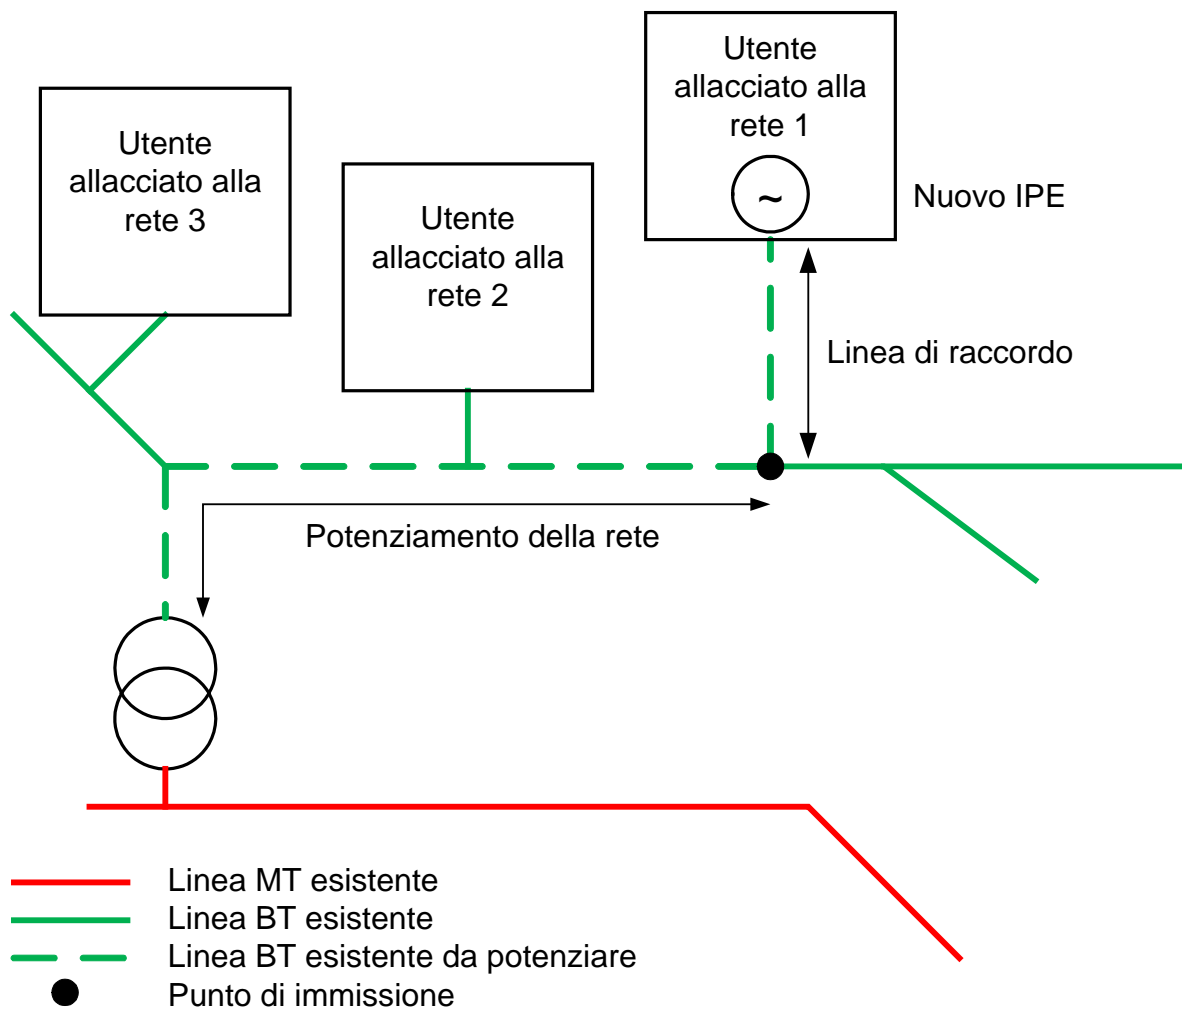 Utente
allacciato alla
rete 1
~
Nuovo IPE
Utente
allacciato alla
rete 3
Utente
allacciato alla
rete 2
Linea di raccordo
Potenziamento della rete
Linea MT esistente
Linea BT esistente
Linea BT esistente da potenziare
Punto di immissione